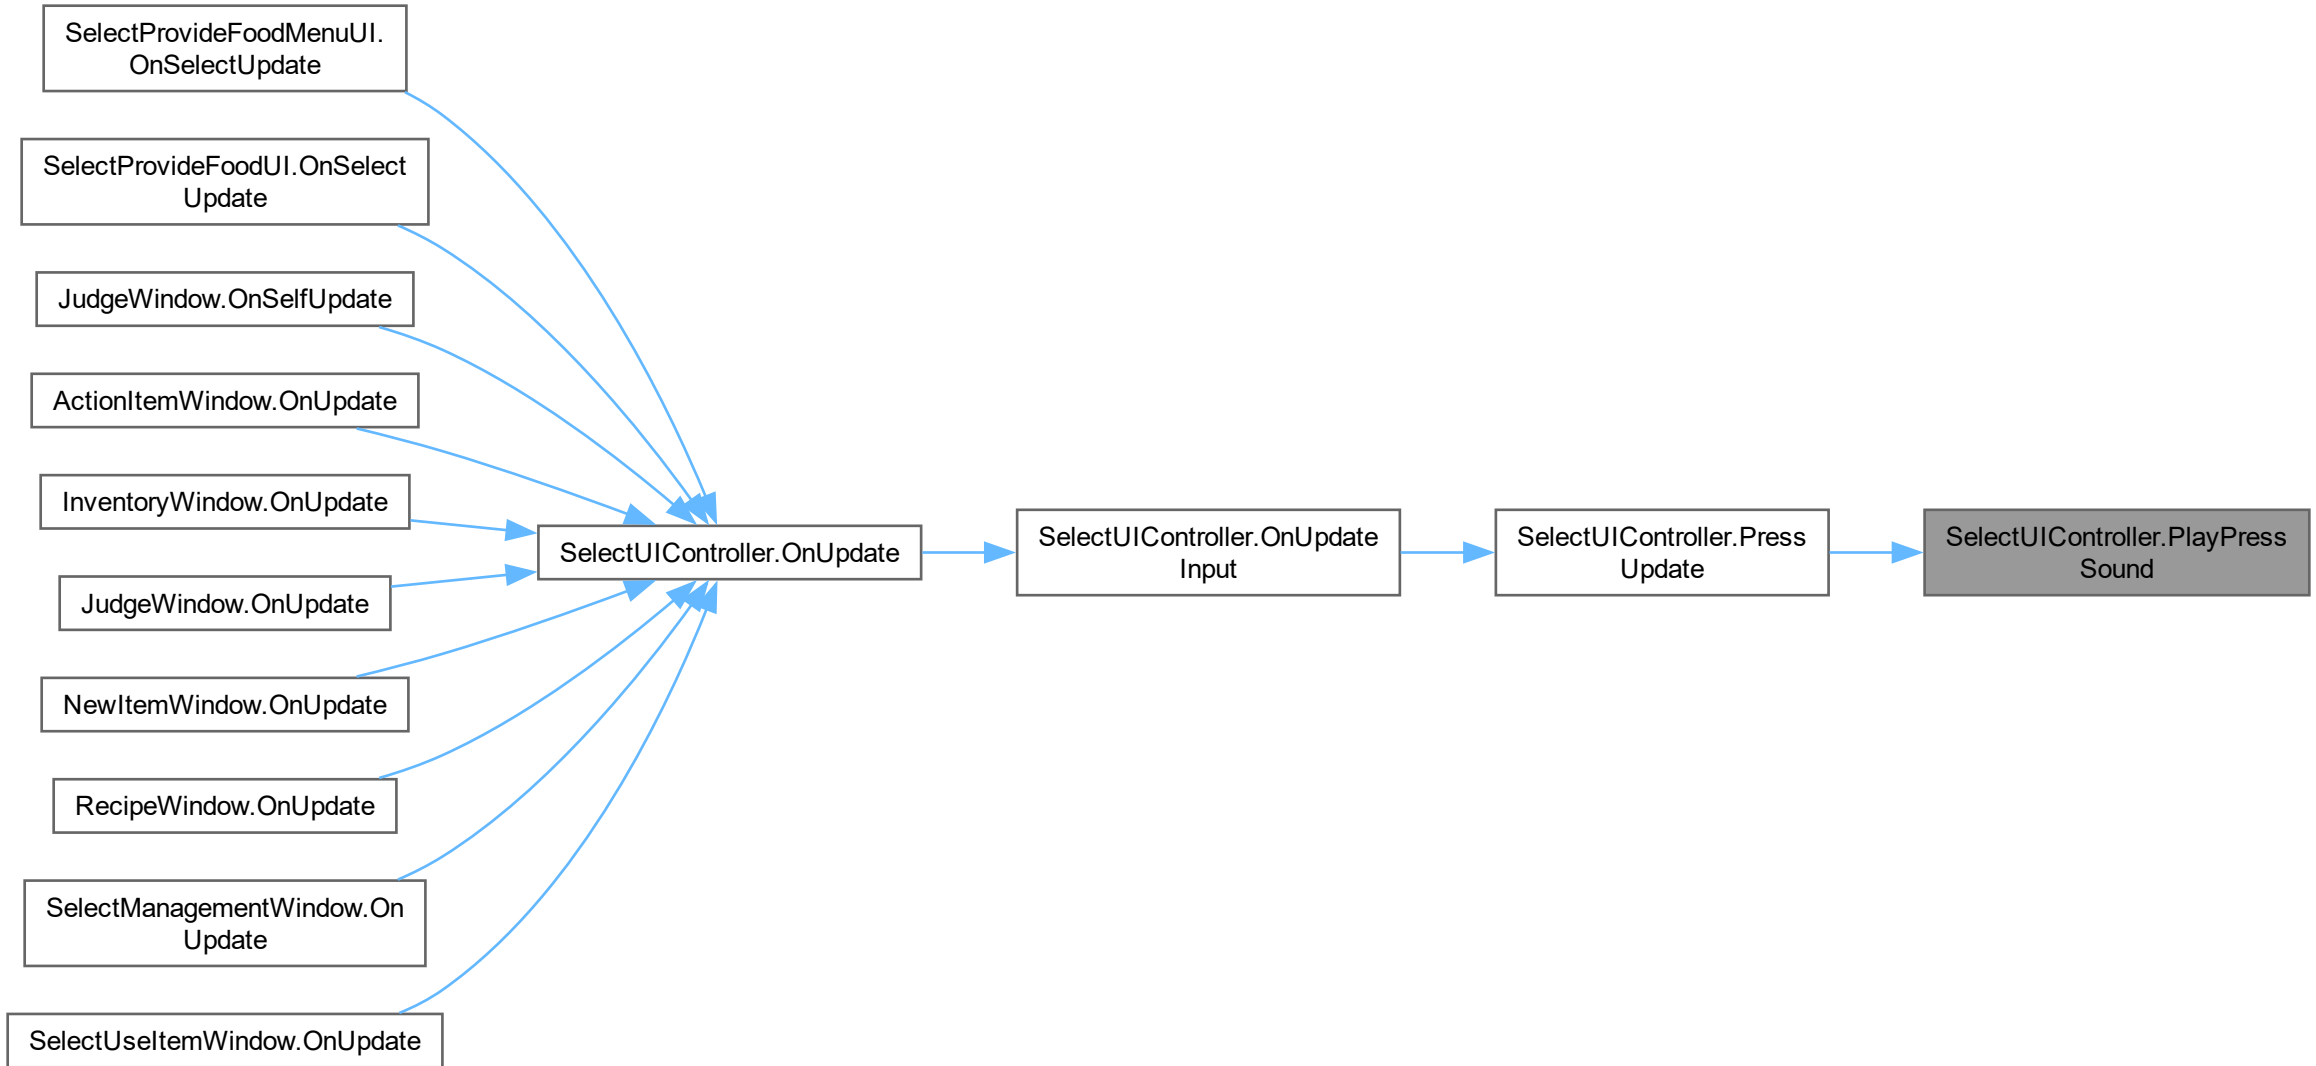 SelectProvideFoodMenuUI.
OnSelectUpdate
SelectProvideFoodUI.OnSelect
Update
JudgeWindow.OnSelfUpdate
ActionItemWindow.OnUpdate
InventoryWindow.OnUpdate
JudgeWindow.OnUpdate
NewItemWindow.OnUpdate
RecipeWindow.OnUpdate
SelectManagementWindow.On
Update
SelectUseItemWindow.OnUpdate
SelectUIController.OnUpdate
SelectUIController.OnUpdate
Input
SelectUIController.Press
Update
SelectUIController.PlayPress
Sound